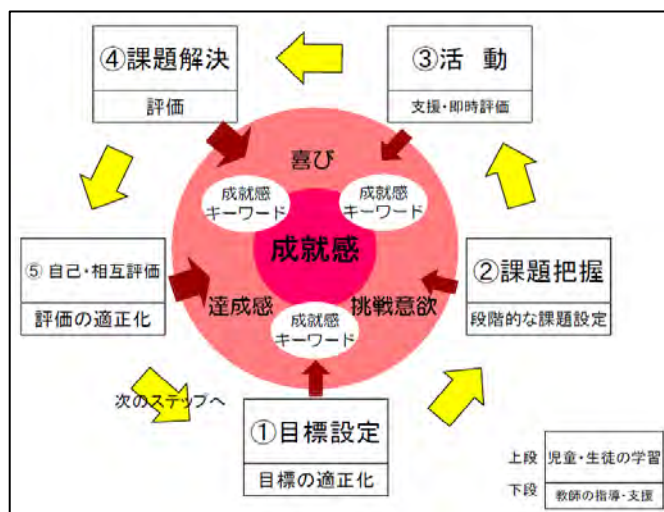 ④課題解決
評価
③活　動
支援・即時評価
喜び
成就感
キーワード
成就感
キーワード
成就感
⑤ 自己・相互評価
評価の適正化
②課題把握
段階的な課題設定
達成感
挑戦意欲
成就感
キーワード
次のステップへ
①目標設定
目標の適正化
上段
児童・生徒の学習
下段
教師の指導・支援